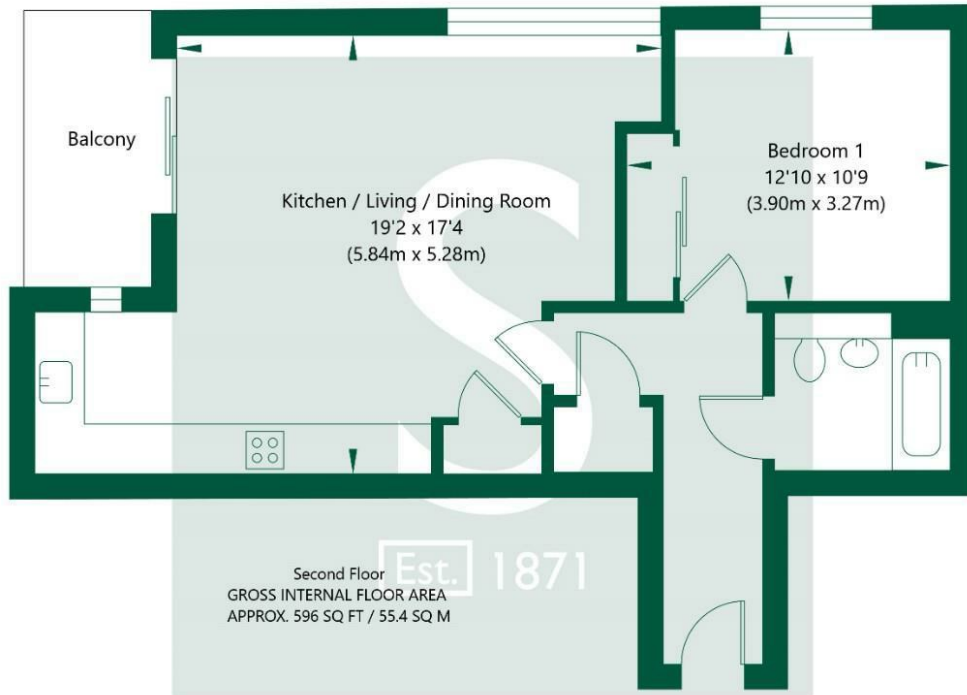 Balcony
Kitchen / Living / Dining Room
19'2 x 17'4
(5.84m x 5.28m)
Bedroom 1
12'10 x 10'9
(3.90m x 3.27m)
S
Est. 1871
Second Floor
GROSS INTERNAL FLOOR AREA
APPROX. 596 SQ FT / 55.4 SQ M